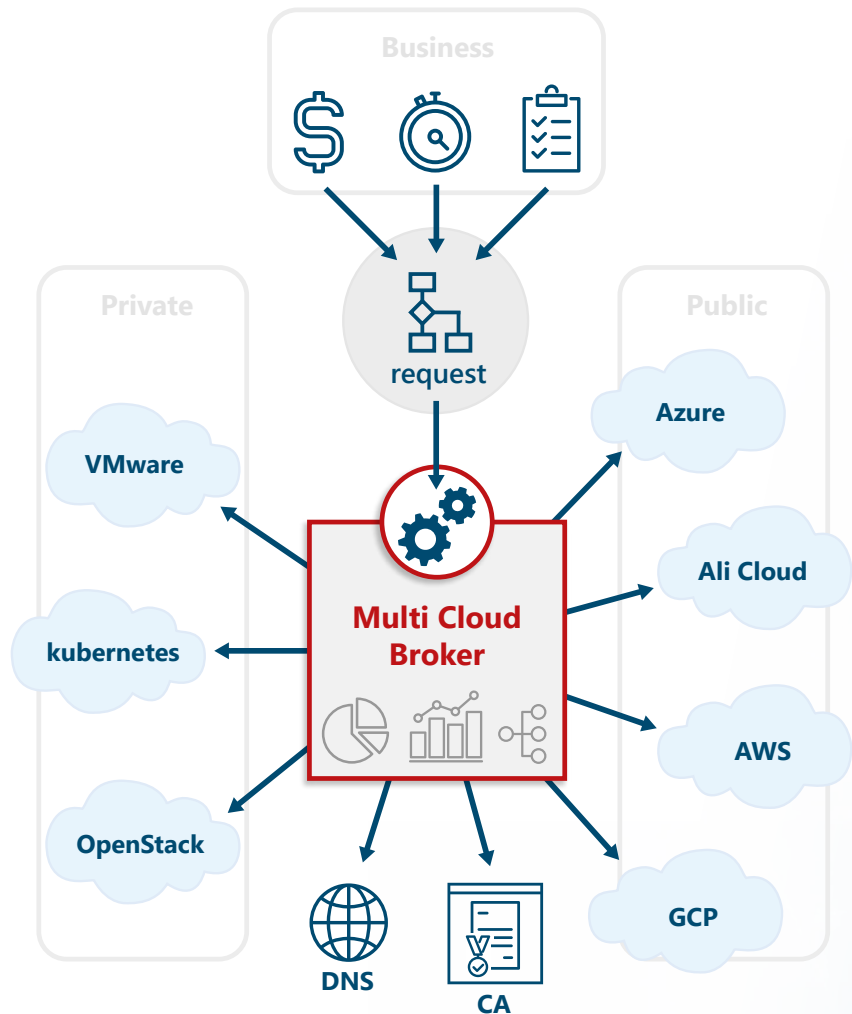 Business
request
Private
Public
VMware
kubernetes
OpenStack
Multi Cloud
Broker
Azure
Ali Cloud
AWS
GCP
DNS
CA